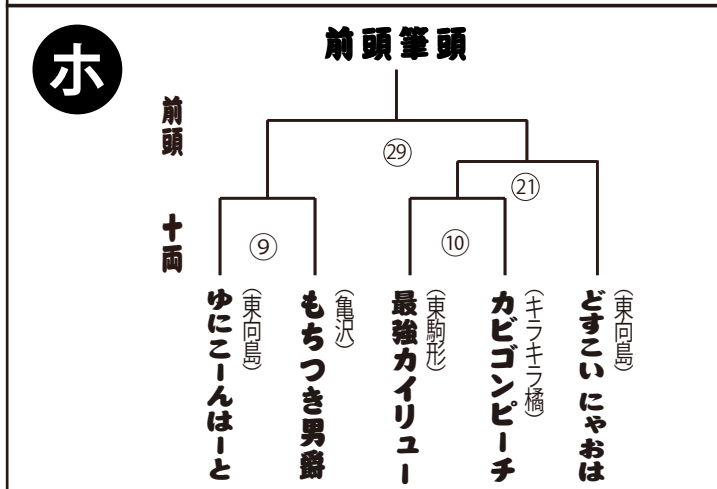 ホ
前頭筆頭
前頭
十両
㉙
㉑
⑨
⑩
ゆにこーんはーと
(東向島)
もちつき男爵
(亀沢)
最強カイリュー
(東駒形)
カビゴンピーチ
(キラキラ橘)
どすこい にゃおは
(東向島)